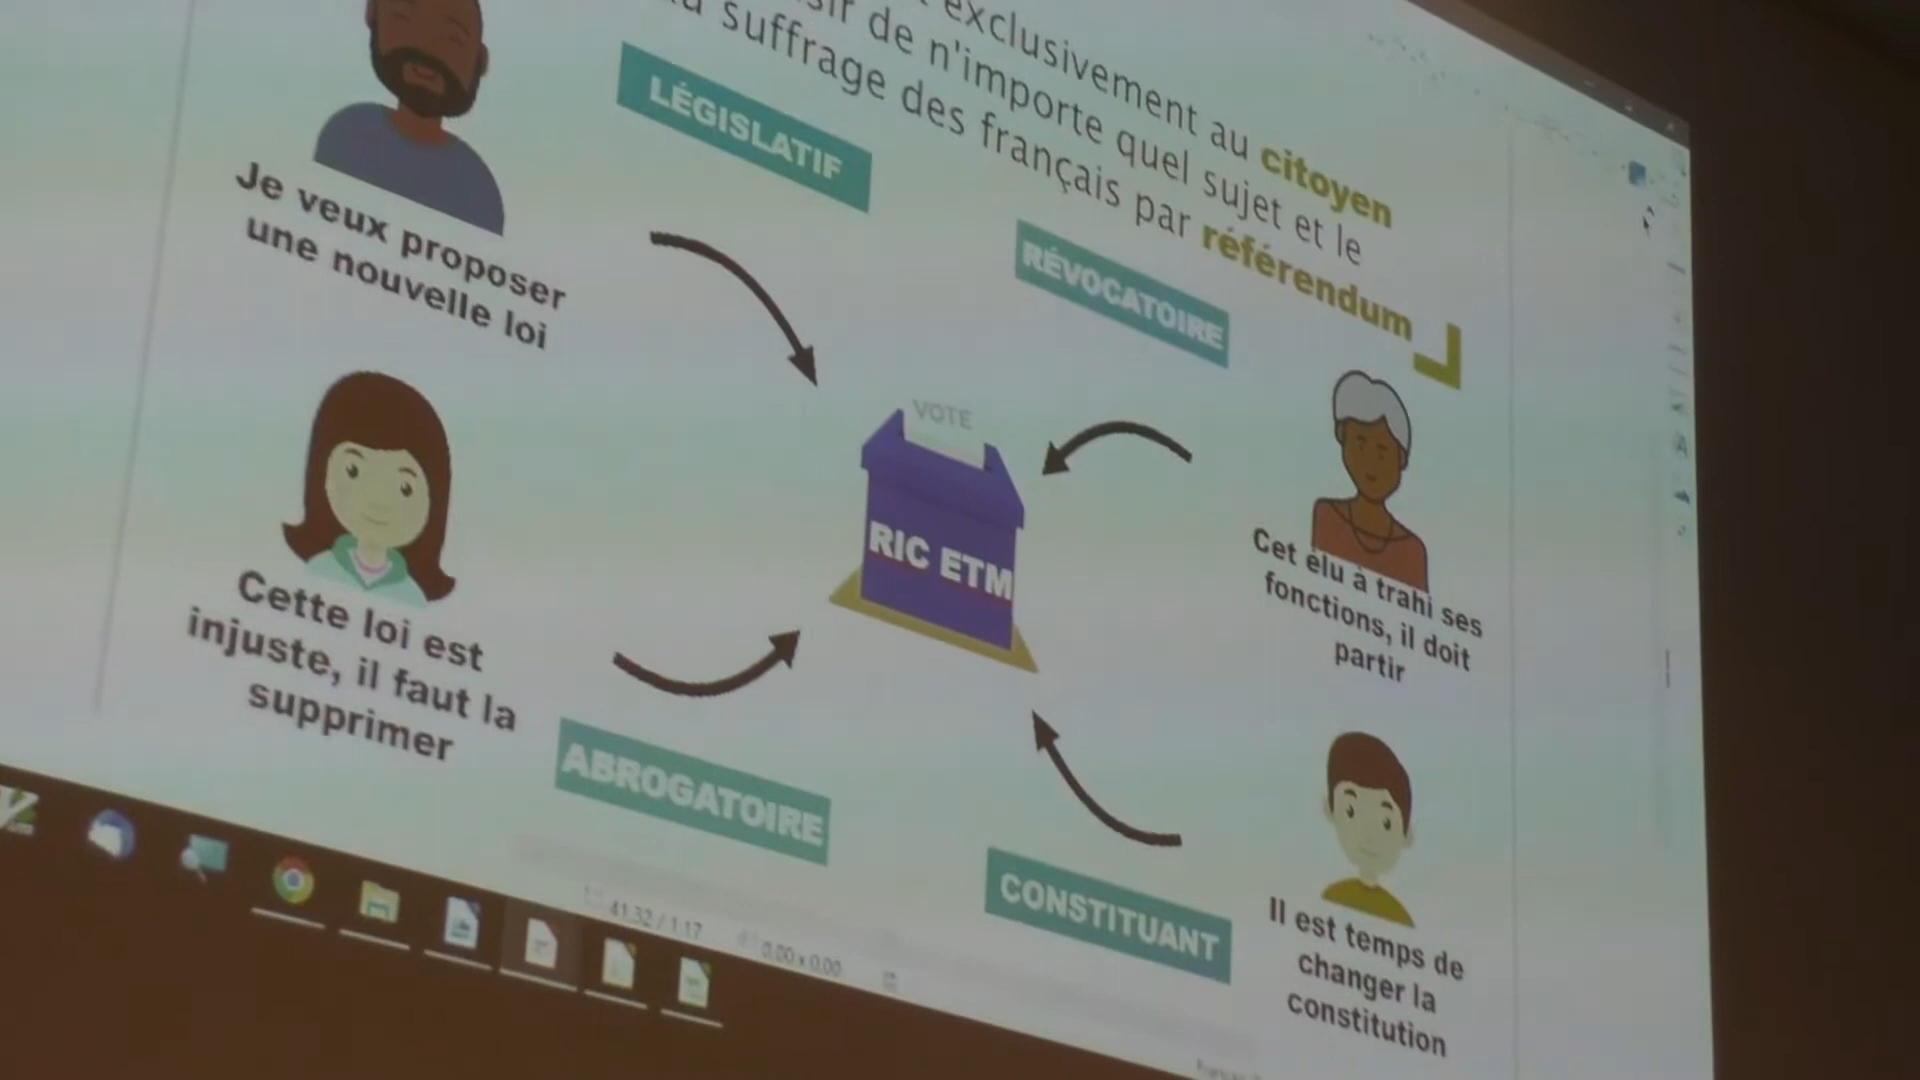 exclusivement au citoyen
de n'importe quel sujet et le
suffrage des français par référendum
LÉGISLATIF
RÉVOCATOIRE
Je veux proposer
une nouvelle loi
VOTE
RIC ETM
Cet élu à trahi ses
fonctions, il doit
partir
Cette loi est
injuste, il faut la
supprimer
ABROGATOIRE
CONSTITUANT
Il est temps de
changer la
constitution
41,32 / 1,17
0,00 x 0,00